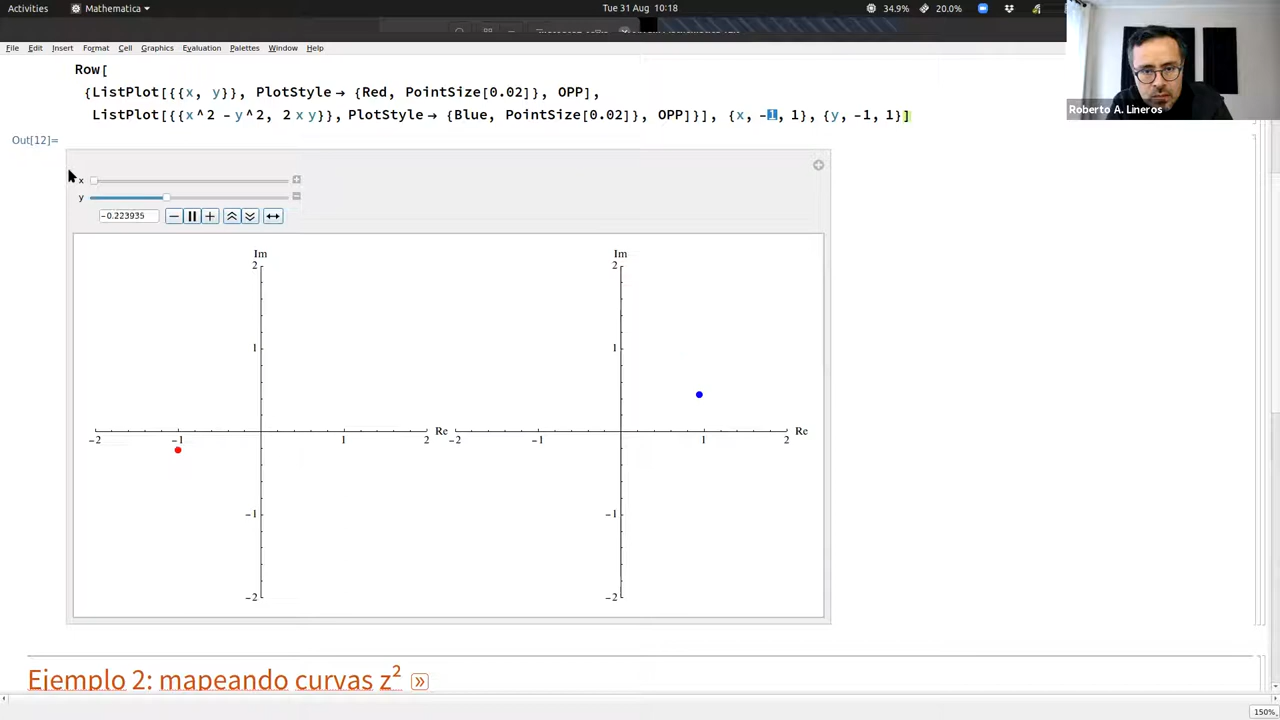 Activities Mathematica Tue 31 Aug 10:18 34.9% 20.0%
File Edit Insert Format Cell Graphics Evaluation Palettes Window Help
Row[
{ListPlot[{{x, y}}, PlotStyle → {Red, PointSize[0.02]}, OPP],
ListPlot[{{x^2 - y^2, 2 x y}}, PlotStyle → {Blue, PointSize[0.02]}, OPP]}], {x, -1, 1}, {y, -1, 1}]
Roberto A. Lineros
Out[12]=
x
y
-0.223935
Im Im
2 2
1 1
-2 -1 1 2 Re -2 -1 1 2 Re
-1 -1
-2 -2
Ejemplo 2: mapeando curvas z²
150%